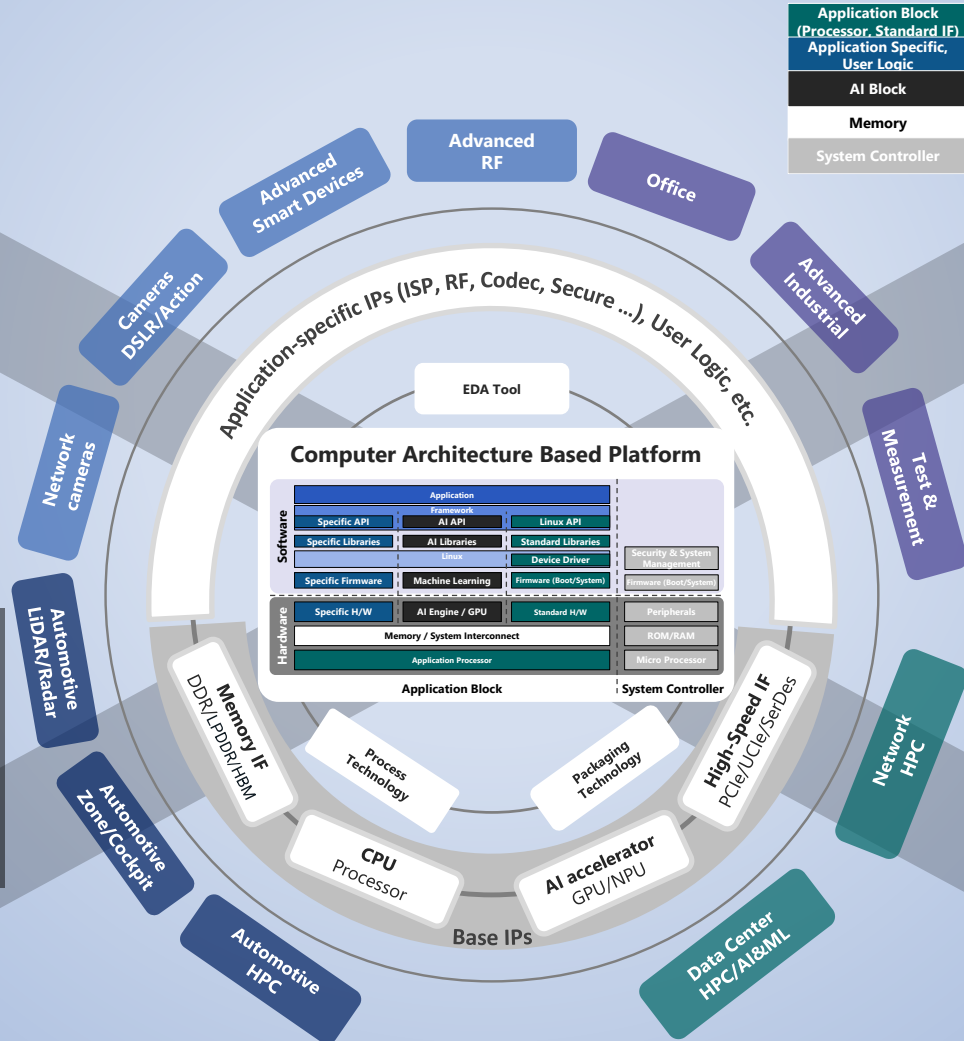 Application Block
(Processor, Standard IF)
Application Specific,
User Logic
AI Block
Memory
System Controller
Advanced
RF
Advanced
Smart Devices
Office
Cameras
DSLR/Action
Advanced
Industrial
Network
cameras
Test &
Measurement
Automotive
LiDAR/Radar
Automotive
Zone/Cockpit
Automotive
HPC
Network
HPC
Data Center
HPC/AI&ML
Application-specific IPs (ISP, RF, Codec, Secure ...), User Logic, etc.
EDA Tool
Computer Architecture Based Platform
Software
Application
Framework
Specific API
AI API
Linux API
Specific Libraries
AI Libraries
Standard Libraries
Linux
Device Driver
Security & System
Management
Specific Firmware
Machine Learning
Firmware (Boot/System)
Firmware (Boot/System)
Hardware
Specific H/W
AI Engine / GPU
Standard H/W
Peripherals
Memory / System Interconnect
ROM/RAM
Application Processor
Micro Processor
Application Block
System Controller
Process
Technology
Packaging
Technology
Memory IF
DDR/LPDDR/HBM
CPU
Processor
AI accelerator
GPU/NPU
High-Speed IF
PCIe/UCIe/SerDes
Base IPs